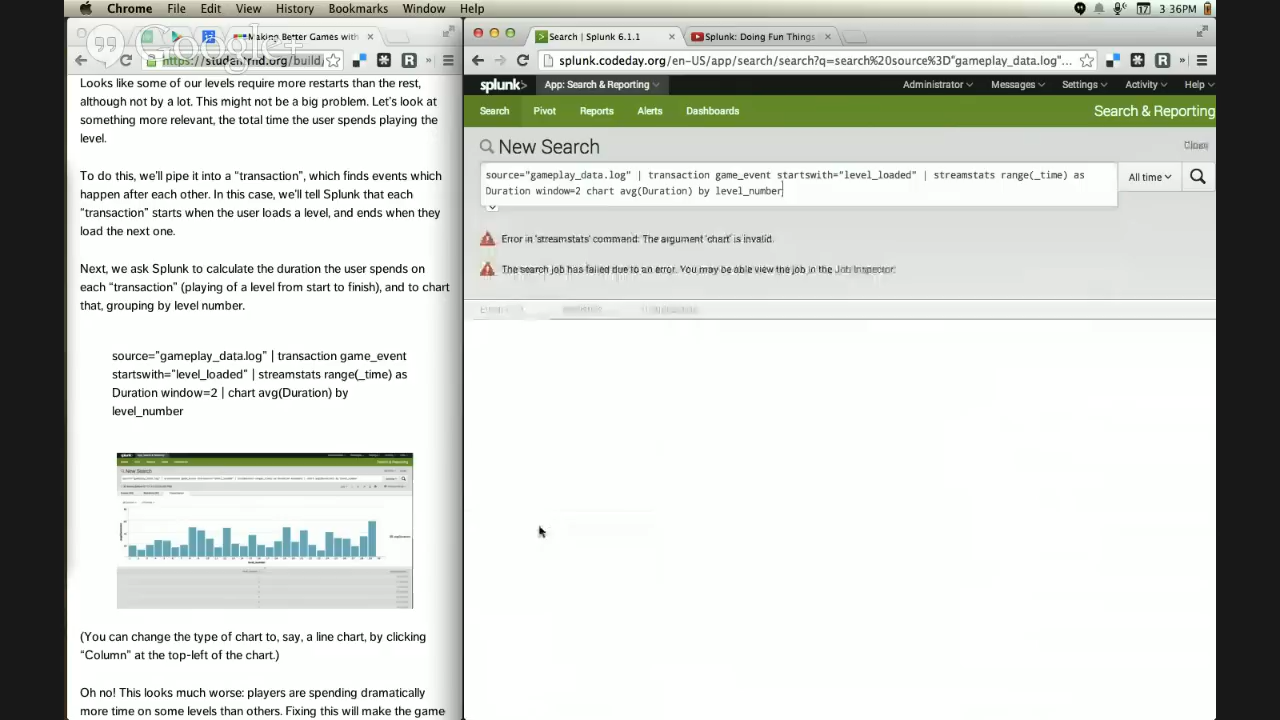 Chrome File Edit View History Bookmarks Window Help
17 3:36PM
Google+
Making Better Games with
https://studentrnd.org/build
Looks like some of our levels require more restarts than the rest,
although not by a lot. This might not be a big problem. Let's look at
something more relevant, the total time the user spends playing the
level.
To do this, we'll pipe it into a "transaction", which finds events which
happen after each other. In this case, we'll tell Splunk that each
"transaction" starts when the user loads a level, and ends when they
load the next one.
Next, we ask Splunk to calculate the duration the user spends on
each "transaction" (playing of a level from start to finish), and to chart
that, grouping by level number.
source="gameplay_data.log" | transaction game_event
startswith="level_loaded" | streamstats range(_time) as
Duration window=2 | chart avg(Duration) by
level_number
New Search
(You can change the type of chart to, say, a line chart, by clicking
"Column" at the top-left of the chart.)
Oh no! This looks much worse: players are spending dramatically
more time on some levels than others. Fixing this will make the game
Search | Splunk 6.1.1
Splunk: Doing Fun Things
splunk.codeday.org/en-US/app/search/search?q=search%20source%3D"gameplay_data.log"...
splunk> App: Search & Reporting Administrator Messages Settings Activity Help
Search Pivot Reports Alerts Dashboards Search & Reporting
New Search
Close
source="gameplay_data.log" | transaction game_event startswith="level_loaded" | streamstats range(_time) as
Duration window=2 chart avg(Duration) by level_number
All time
Error in 'streamstats' command: The argument 'chart' is invalid.
The search job has failed due to an error. You may be able view the job in the Job Inspector.